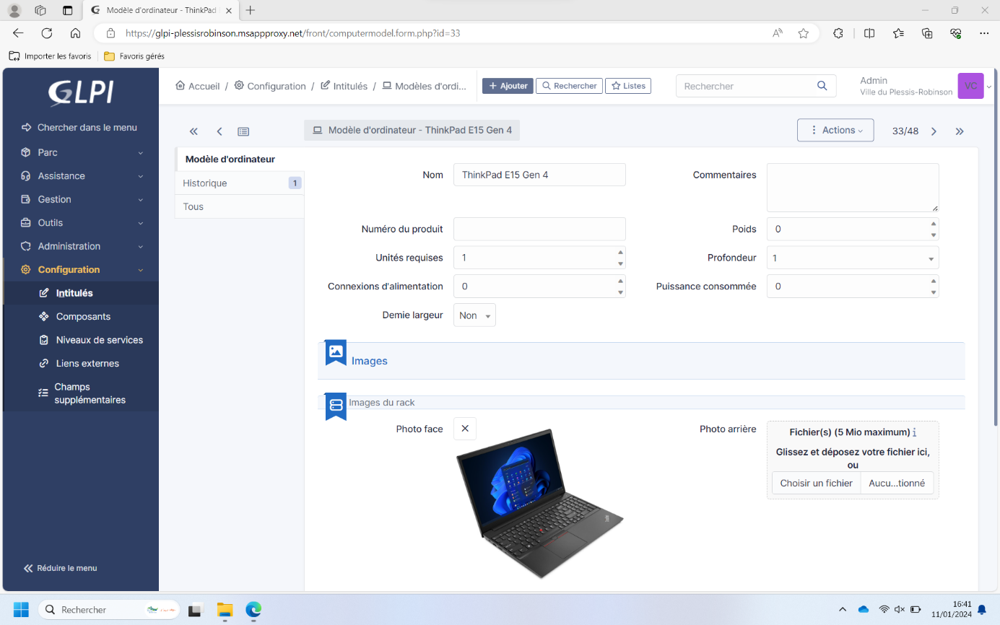 Modèle d'ordinateur - ThinkPad
https://glpi-plessisrobinson.msappproxy.net/front/computermodel.form.php?id=33
Importer les favoris
Favoris gérés
GLPI
Accueil / Configuration / Intitulés / Modèles d'ordi...
Ajouter
Rechercher
Listes
Rechercher
Admin
Ville du Plessis-Robinson
VC
Chercher dans le menu
Parc
Assistance
Gestion
Outils
Administration
Configuration
Intitulés
Composants
Niveaux de services
Liens externes
Champs
supplémentaires
Réduire le menu
Modèle d'ordinateur - ThinkPad E15 Gen 4
Actions
33/48
Modèle d'ordinateur
Historique 1
Tous
Nom ThinkPad E15 Gen 4
Commentaires
Numéro du produit
Poids 0
Unités requises 1
Profondeur 1
Connexions d'alimentation 0
Puissance consommée 0
Demie largeur Non
Images
Images du rack
Photo face
Photo arrière
Fichier(s) (5 Mio maximum)
Glissez et déposez votre fichier ici,
ou
Choisir un fichier Aucu...tionné
Rechercher
16:41
11/01/2024